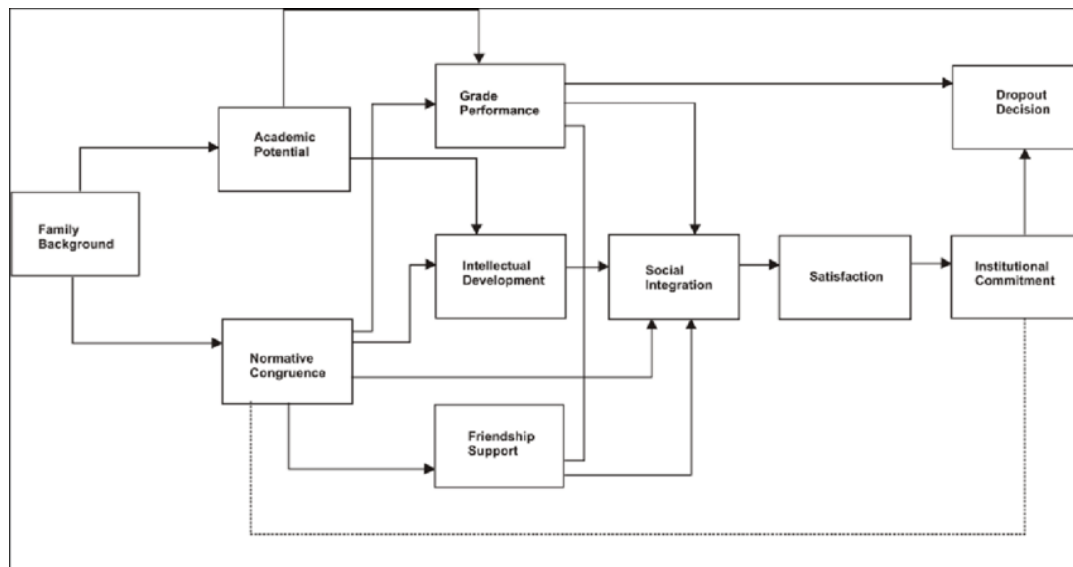 Grade
Performance
Dropout
Decision
Academic
Potential
Family
Background
Intellectual
Development
Social
Integration
Satisfaction
Institutional
Commitment
Normative
Congruence
Friendship
Support